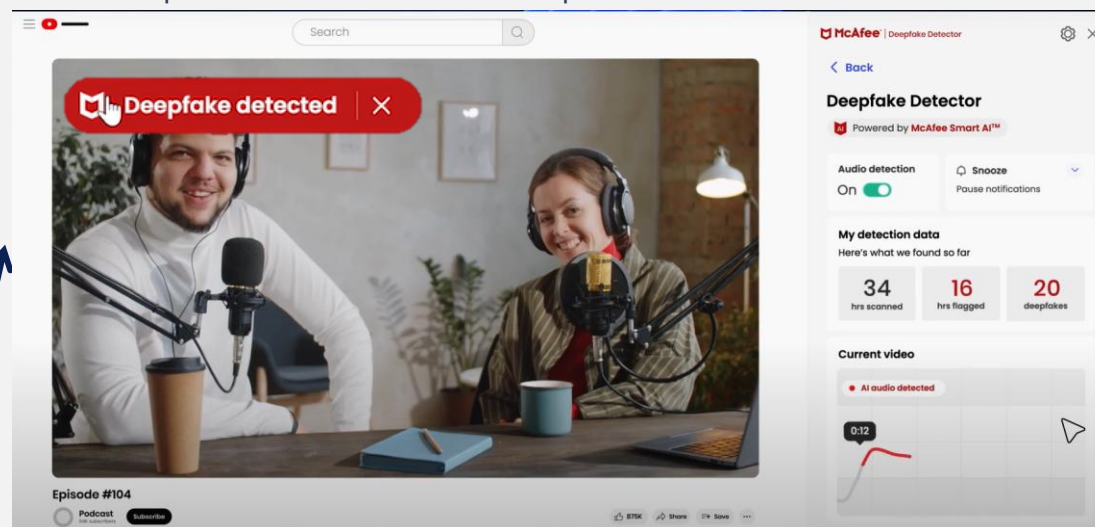 Search
Deepfake detected
McAfee | Deepfake Detector
Back
Deepfake Detector
AI Powered by McAfee Smart AI™
Audio detection
On
Snooze
Pause notifications
My detection data
Here's what we found so far
34
hrs scanned
16
hrs flagged
20
deepfakes
Current video
AI audio detected
0:12
Episode #104
Podcast
Subscribe
875K
Share
Save